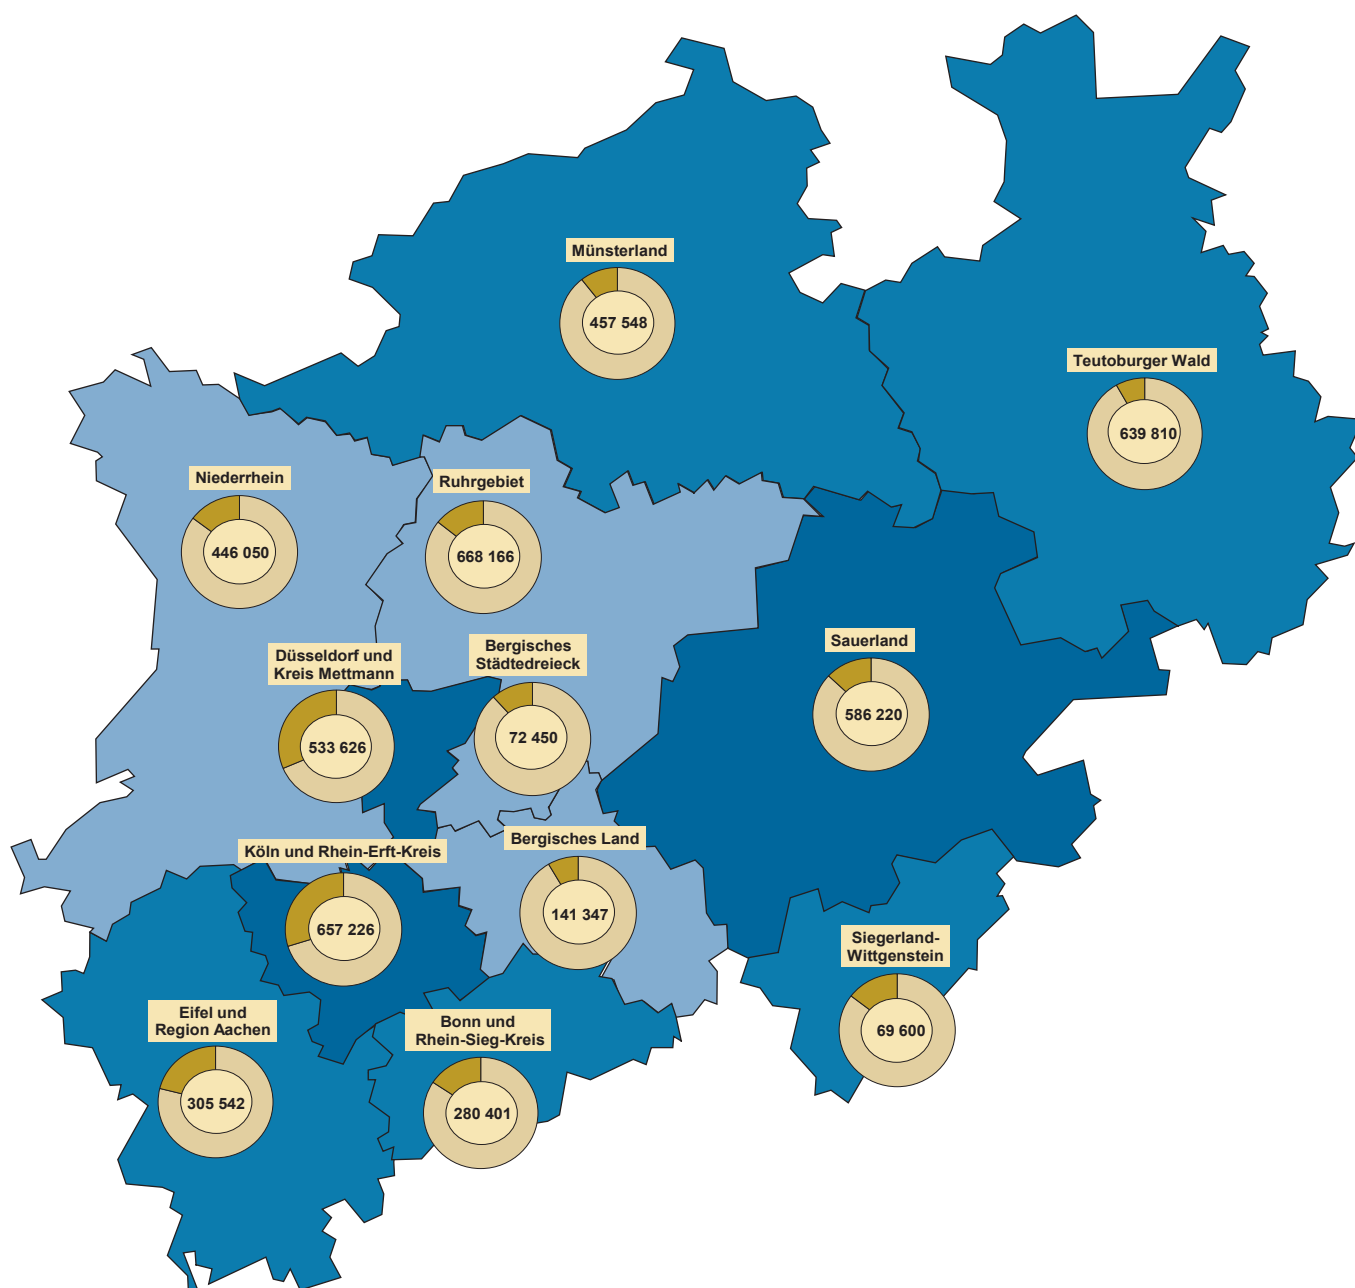 Münsterland
457 548
Teutoburger Wald
639 810
Niederrhein
446 050
Ruhrgebiet
668 166
Düsseldorf und
Kreis Mettmann
533 626
Bergisches
Städtedreieck
72 450
Sauerland
586 220
Köln und Rhein-Erft-Kreis
657 226
Bergisches Land
141 347
Siegerland-
Wittgenstein
69 600
Eifel und
Region Aachen
305 542
Bonn und
Rhein-Sieg-Kreis
280 401